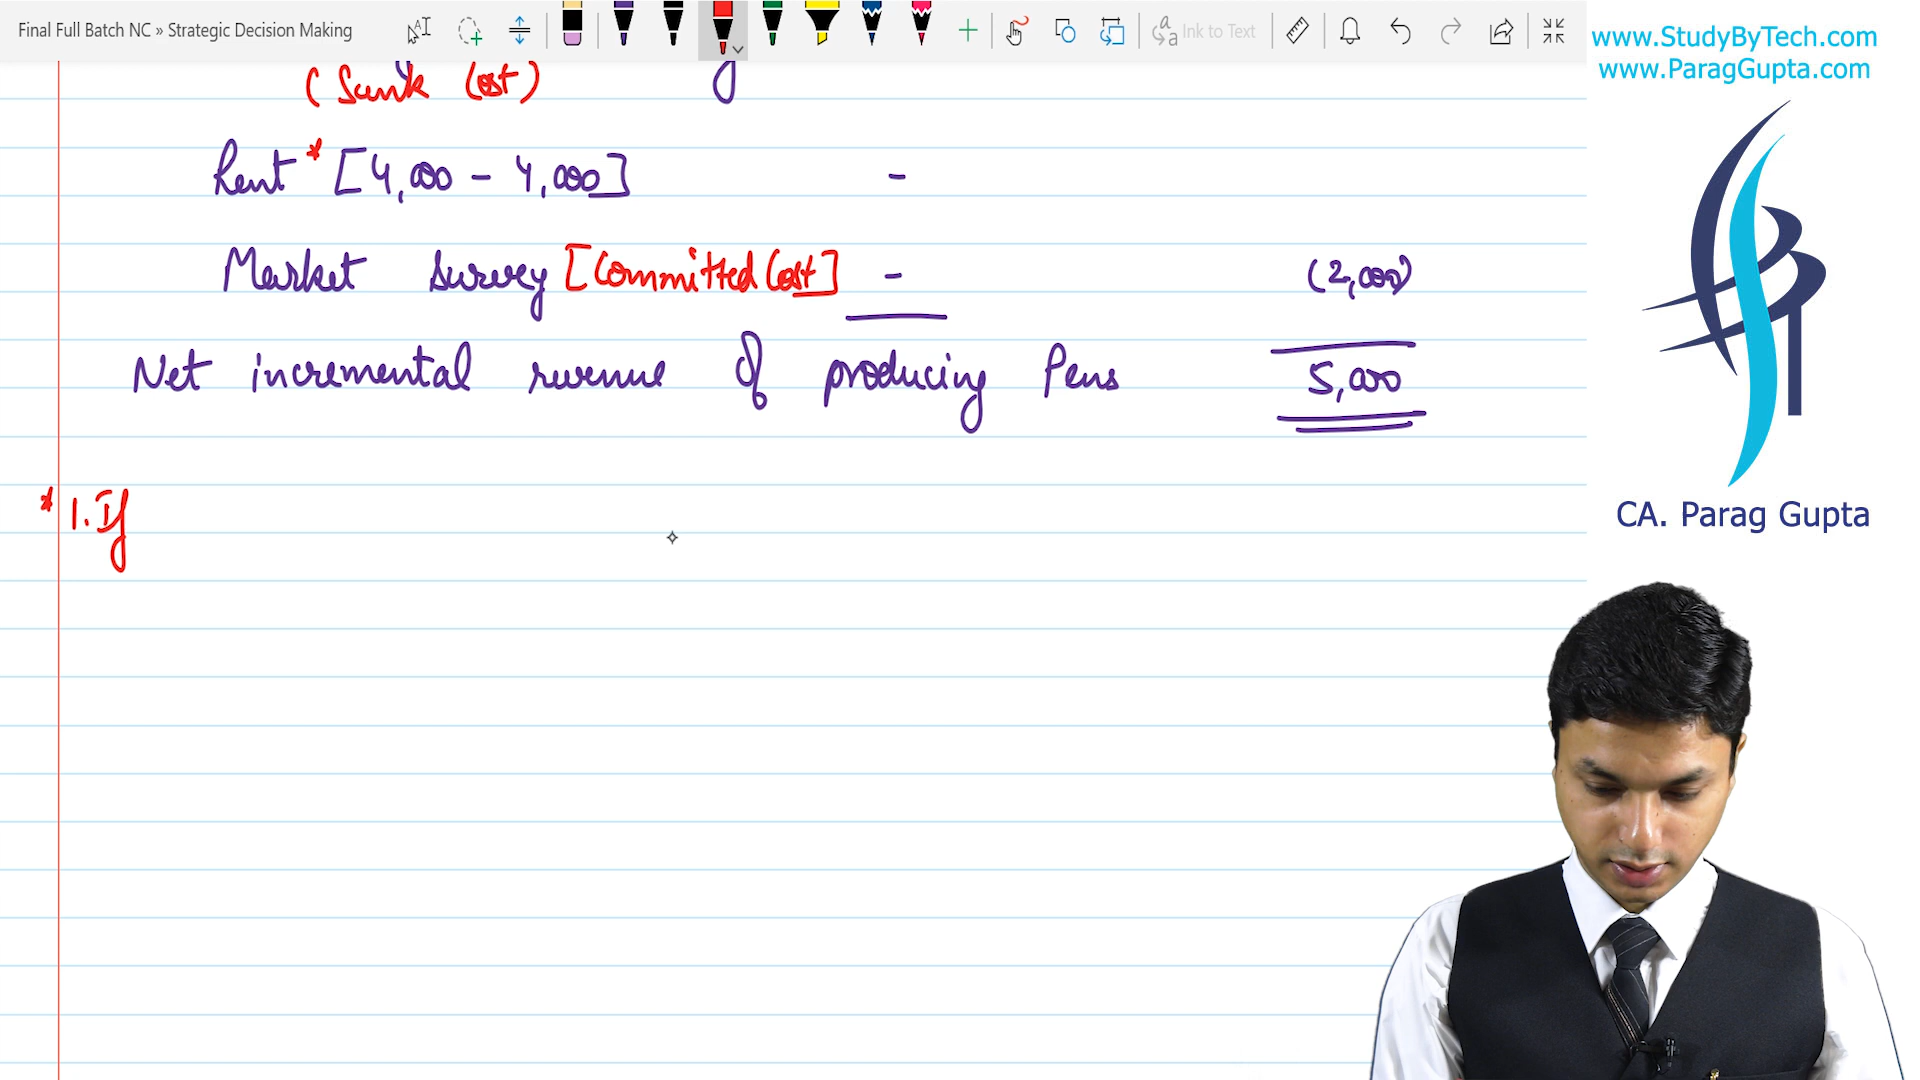 Final Full Batch NC » Strategic Decision Making
Ink to Text
www.StudyByTech.com
www.ParagGupta.com
(Sunk Cost)
Rent * [4,000 - 4,000] -
Market Survey [Committed Cost] - (2,000)
Net incremental revenue of producing Pens 5,000
* 1. If
CA. Parag Gupta